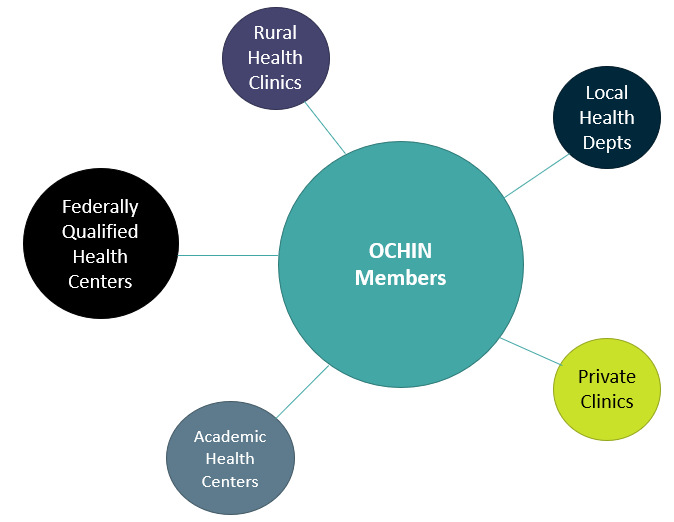 Rural
Health
Clinics
Local
Health
Depts
Federally
Qualified
Health
Centers
OCHIN
Members
Private
Clinics
Academic
Health
Centers